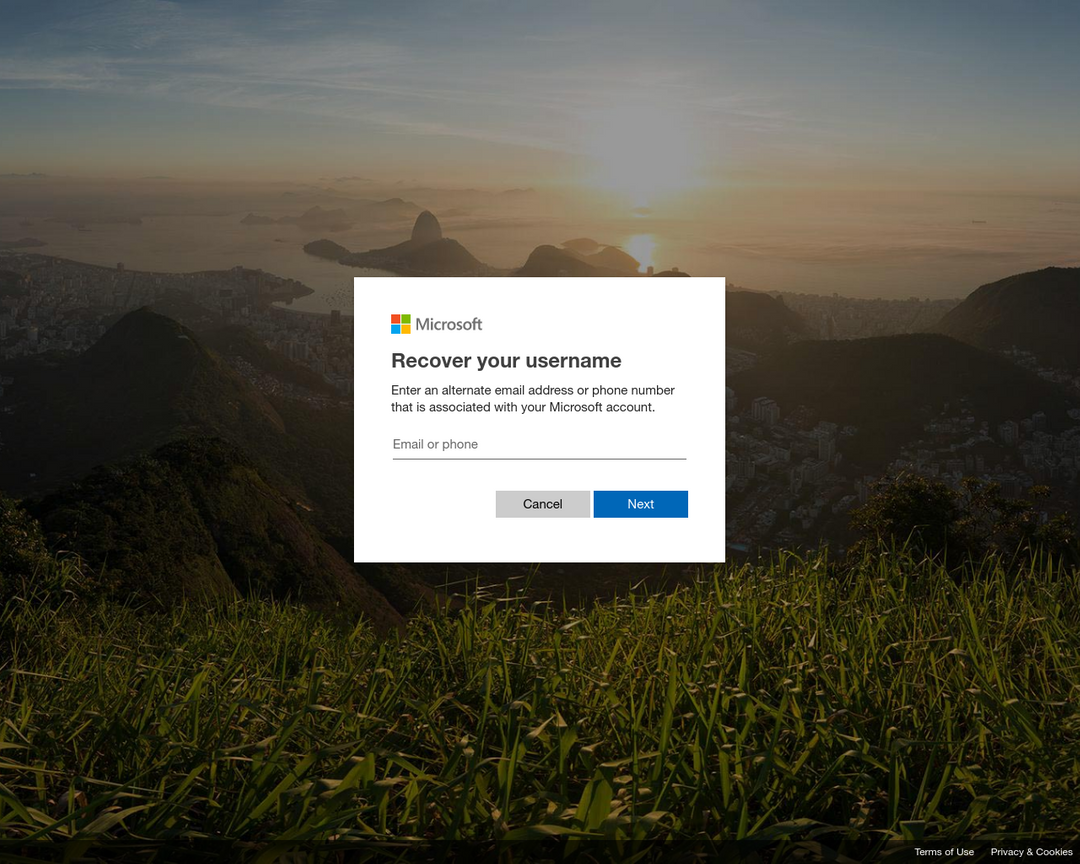 Microsoft
Recover your username
Enter an alternate email address or phone number
that is associated with your Microsoft account.
Email or phone
Cancel
Next
Terms of Use
Privacy & Cookies